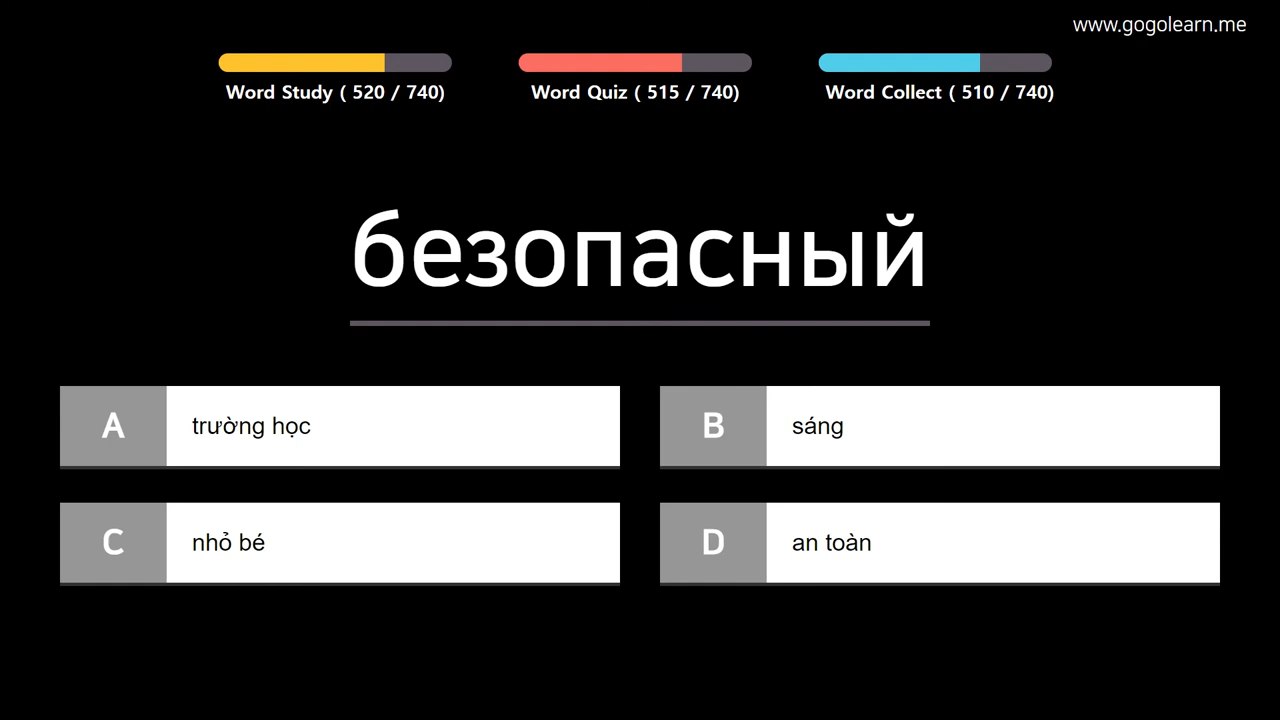 www.gogolearn.me
Word Study ( 520 / 740)
Word Quiz ( 515 / 740)
Word Collect ( 510 / 740)
безопасный
A
trường học
B
sáng
C
nhỏ bé
D
an toàn